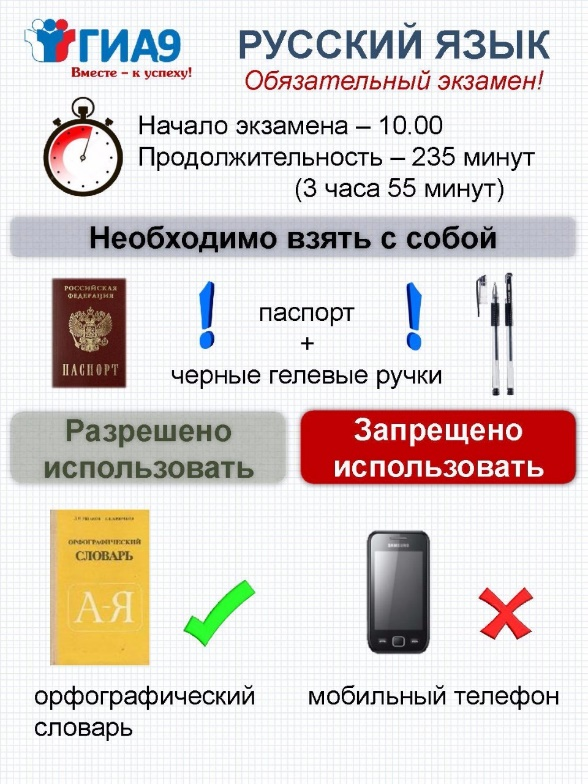 ГИА9
Вместе – к успеху!
РУССКИЙ ЯЗЫК
Обязательный экзамен!
Начало экзамена – 10.00
Продолжительность – 235 минут
(3 часа 55 минут)
Необходимо взять с собой
РОССИЙСКАЯ
ФЕДЕРАЦИЯ
ПАСПОРТ
! паспорт !
+
черные гелевые ручки
Разрешено
использовать
Запрещено
использовать
ОРФОГРАФИЧЕСКИЙ
СЛОВАРЬ
А-Я
SAMSUNG
орфографический
словарь
мобильный телефон